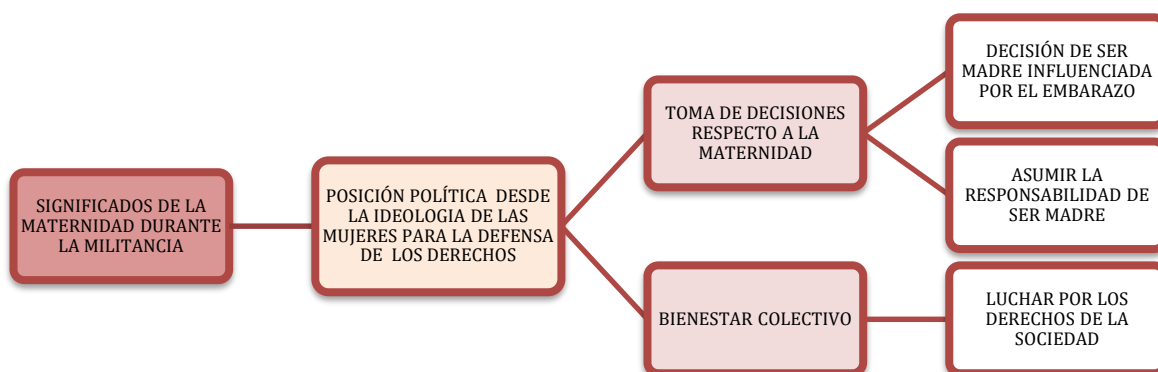 SIGNIFICADOS DE LA
MATERNIDAD DURANTE
LA MILITANCIA
POSICIÓN POLÍTICA DESDE
LA IDEOLOGIA DE LAS
MUJERES PARA LA DEFENSA
DE LOS DERECHOS
TOMA DE DECISIONES
RESPECTO A LA
MATERNIDAD
DECISIÓN DE SER
MADRE INFLUENCIADA
POR EL EMBARAZO
ASUMIR LA
RESPONSABILIDAD DE
SER MADRE
BIENESTAR COLECTIVO
LUCHAR POR LOS
DERECHOS DE LA
SOCIEDAD